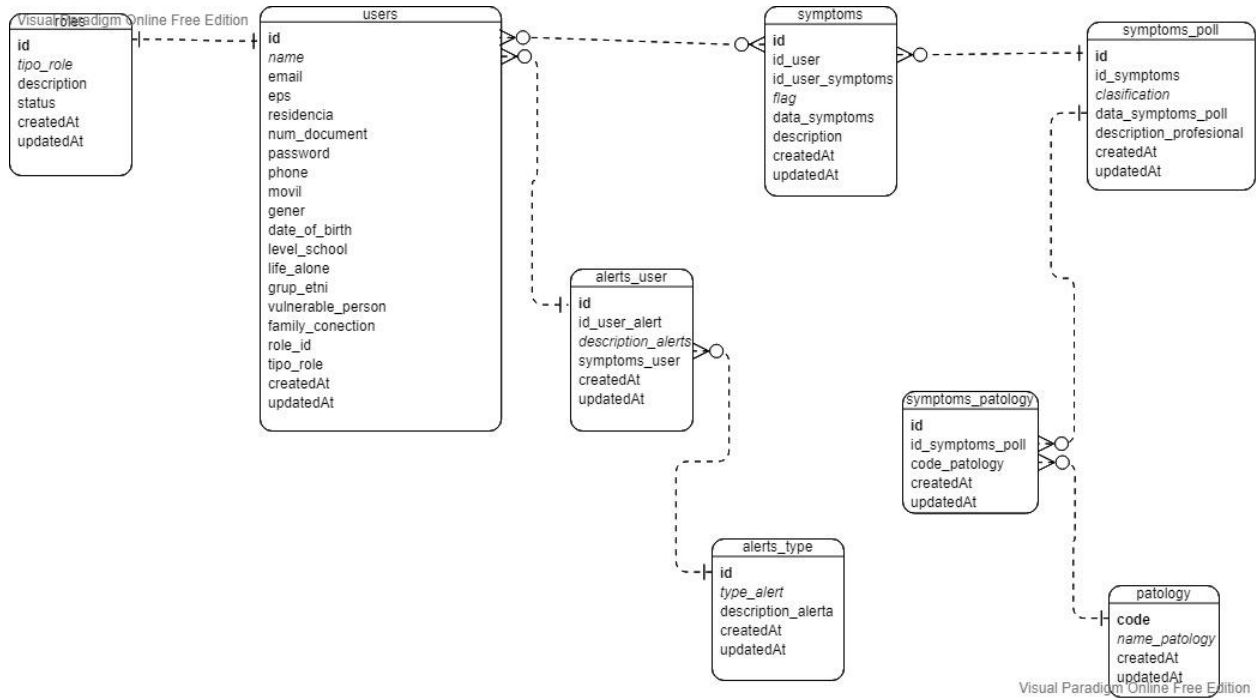 Visual Paradigm Online Free Edition
roles
id
tipo_role
description
status
createdAt
updatedAt
users
id
name
email
eps
residencia
num_document
password
phone
movil
gener
date_of_birth
level_school
life_alone
grup_etni
vulnerable_person
family_conection
role_id
tipo_role
createdAt
updatedAt
symptoms
id
id_user
id_user_symptoms
flag
data_symptoms
description
createdAt
updatedAt
symptoms_poll
id
id_symptoms
clasification
data_symptoms_poll
description_profesional
createdAt
updatedAt
alerts_user
id
id_user_alert
description_alerts
symptoms_user
createdAt
updatedAt
symptoms_patology
id
id_symptoms_poll
code_patology
createdAt
updatedAt
alerts_type
id
type_alert
description_alerta
createdAt
updatedAt
patology
code
name_patology
createdAt
updatedAt
Visual Paradigm Online Free Edition